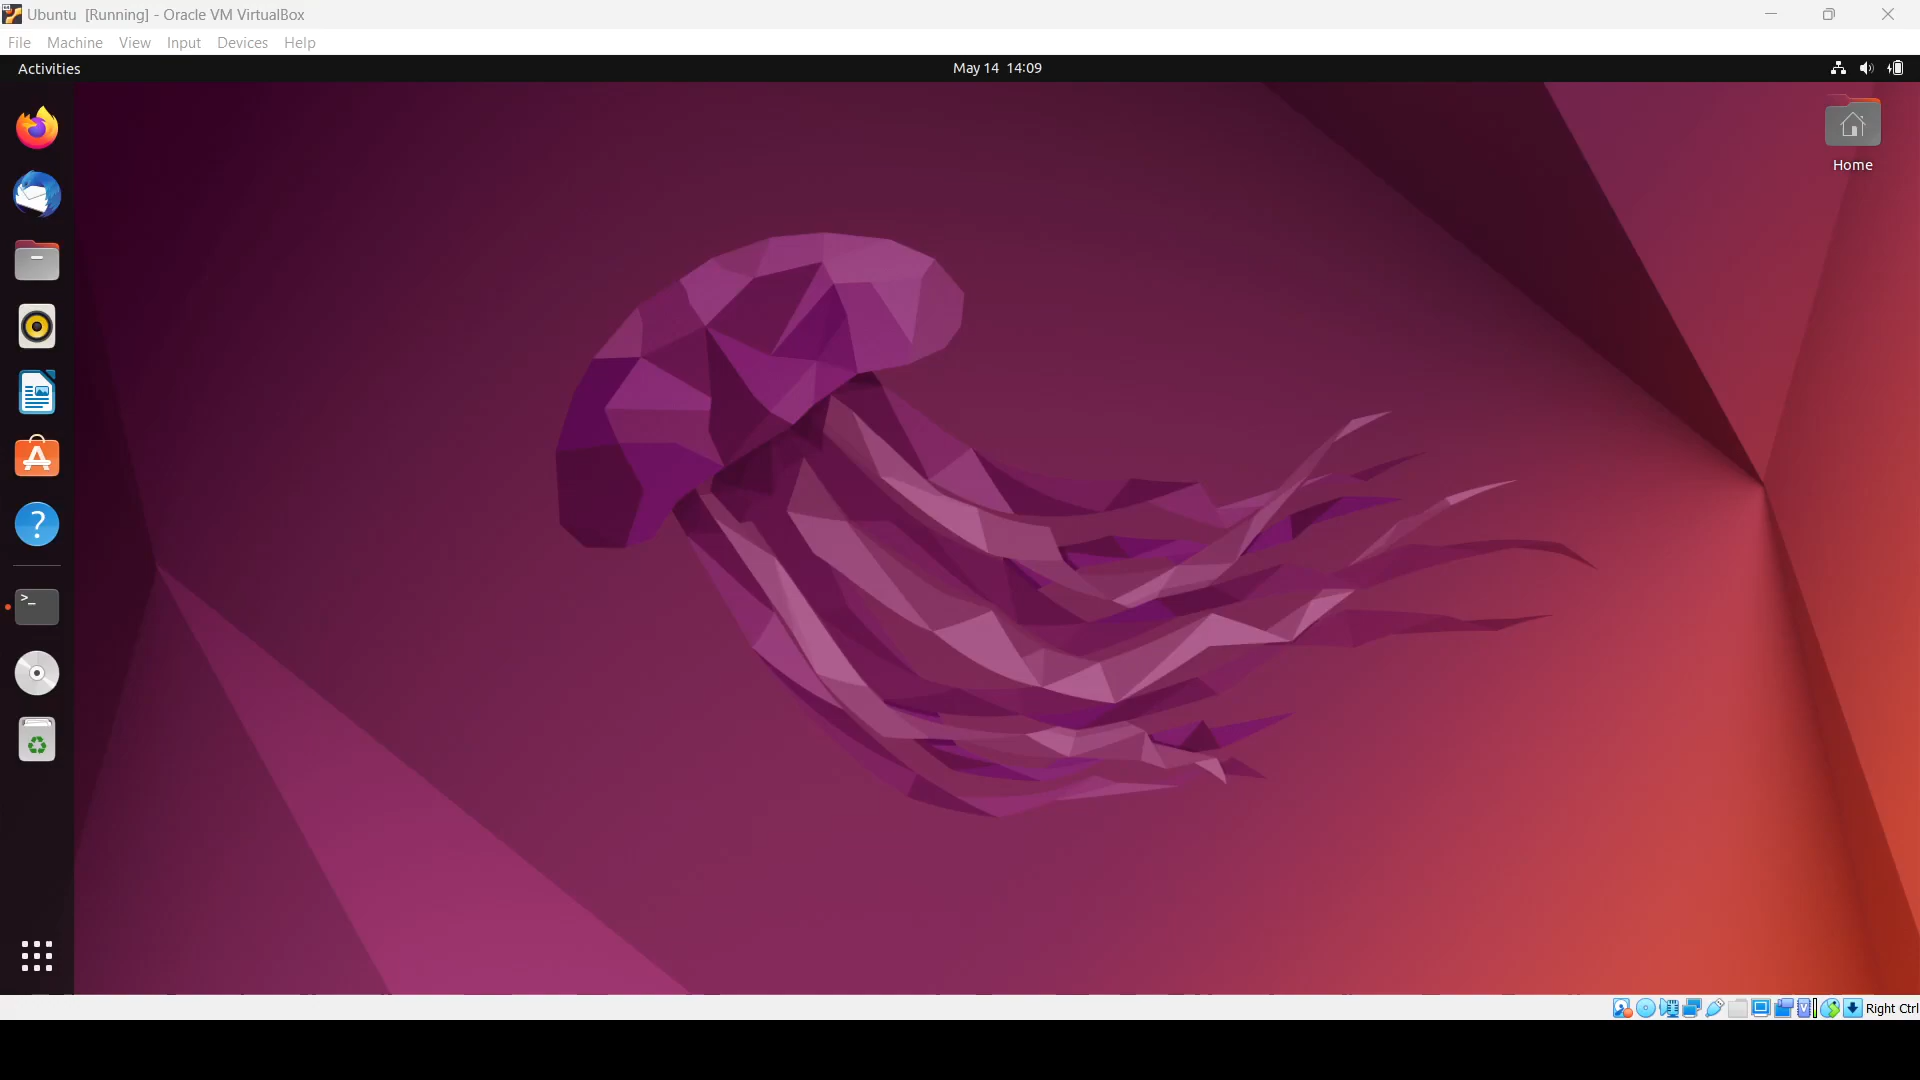 Ubuntu [Running] - Oracle VM VirtualBox
File Machine View Input Devices Help
Activities
May 14 14:09
Home
Right Ctrl